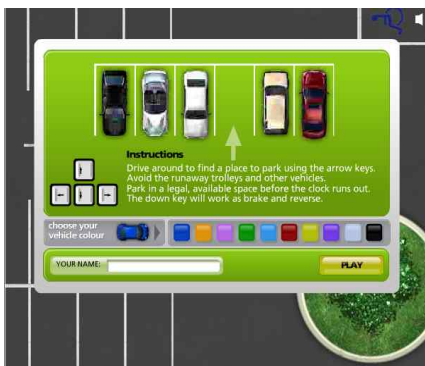 Instructions
Drive around to find a place to park using the arrow keys.
Avoid the runaway trolleys and other vehicles.
Park in a legal, available space before the clock runs out.
The down key will work as brake and reverse.
choose your
vehicle colour
YOUR NAME:
PLAY